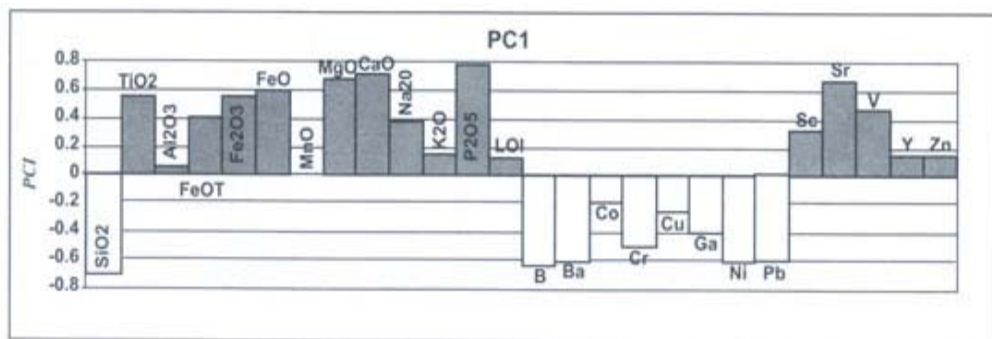 PC1
0.8
0.6
0.4
0.2
0
-0.2
-0.4
-0.6
-0.8
PC1
SiO2
TiO2
Al2O3
FeOT
Fe2O3
FeO
MnO
MgO
CaO
Na20
K2O
P2O5
LOI
B
Ba
Co
Cr
Cu
Ga
Ni
Pb
Sc
Sr
V
Y
Zn